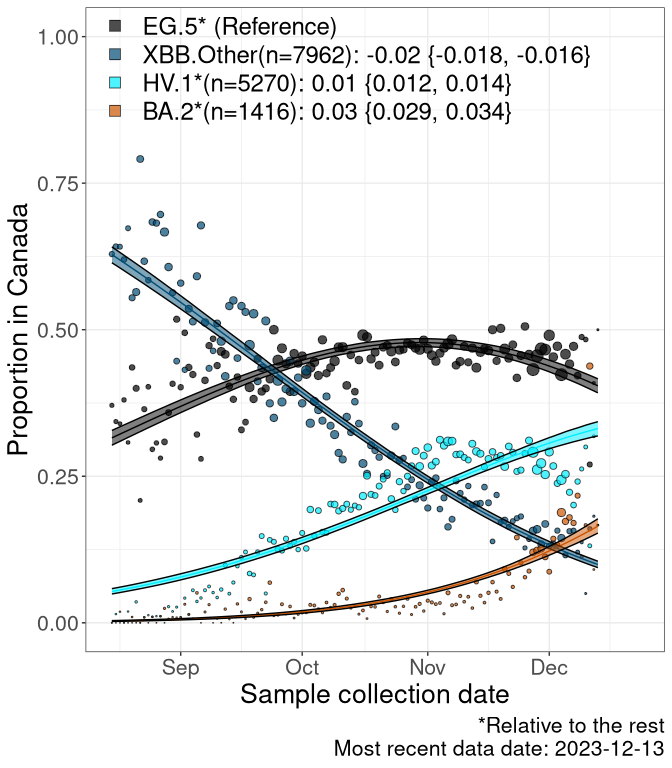 EG.5* (Reference)
XBB.Other(n=7962): -0.02 {-0.018, -0.016}
HV.1*(n=5270): 0.01 {0.012, 0.014}
BA.2*(n=1416): 0.03 {0.029, 0.034}
1.00
0.75
0.50
0.25
0.00
Proportion in Canada
Sep Oct Nov Dec
Sample collection date
*Relative to the rest
Most recent data date: 2023-12-13